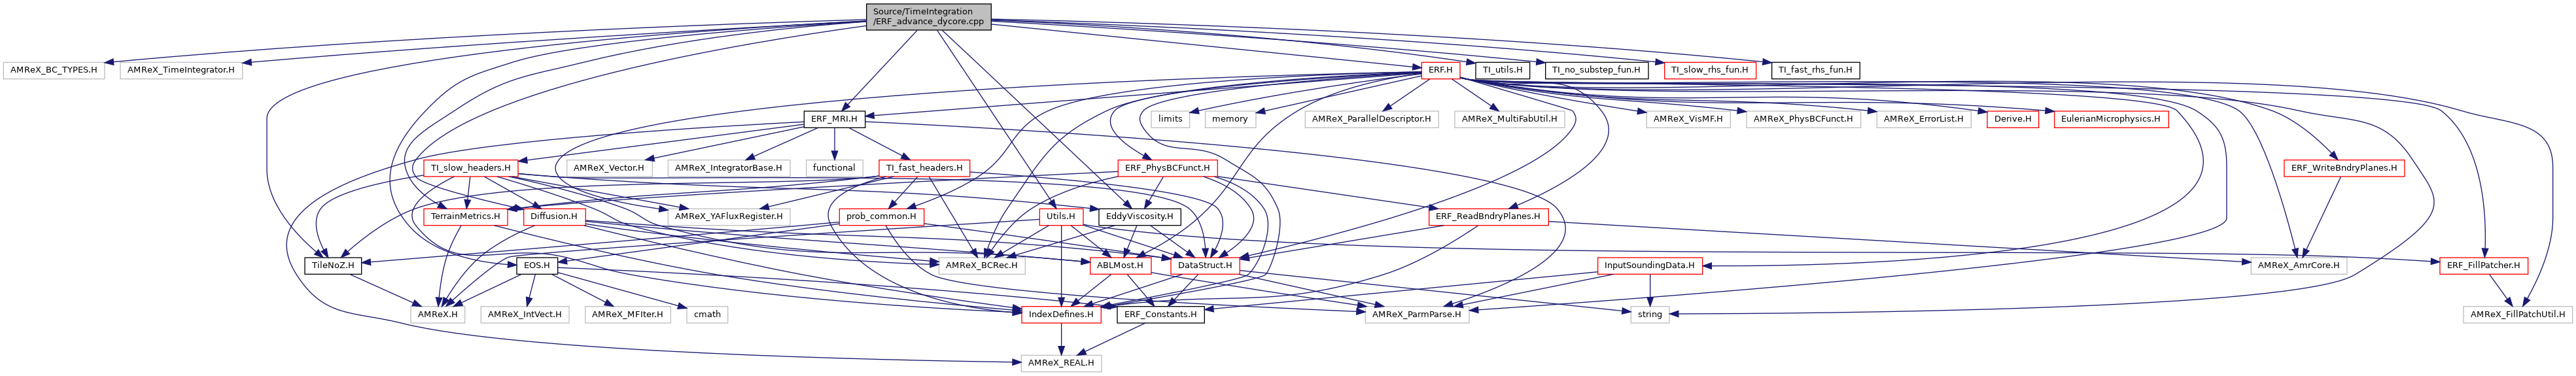 Source/TimeIntegration
/ERF_advance_dycore.cpp
AMReX_BC_TYPES.H
AMReX_TimeIntegrator.H
ERF.H
TI_utils.H
TI_no_substep_fun.H
TI_slow_rhs_fun.H
TI_fast_rhs_fun.H
ERF_MRI.H
limits
memory
AMReX_ParallelDescriptor.H
AMReX_MultiFabUtil.H
AMReX_VisMF.H
AMReX_PhysBCFunct.H
AMReX_ErrorList.H
Derive.H
EulerianMicrophysics.H
TI_slow_headers.H
AMReX_Vector.H
AMReX_IntegratorBase.H
functional
TI_fast_headers.H
ERF_PhysBCFunct.H
ERF_WriteBndryPlanes.H
TerrainMetrics.H
Diffusion.H
AMReX_YAFluxRegister.H
prob_common.H
Utils.H
EddyViscosity.H
ERF_ReadBndryPlanes.H
TileNoZ.H
EOS.H
AMReX_BCRec.H
ABLMost.H
DataStruct.H
InputSoundingData.H
AMReX_AmrCore.H
ERF_FillPatcher.H
AMReX.H
AMReX_IntVect.H
AMReX_MFIter.H
cmath
IndexDefines.H
ERF_Constants.H
AMReX_ParmParse.H
string
AMReX_FillPatchUtil.H
AMReX_REAL.H